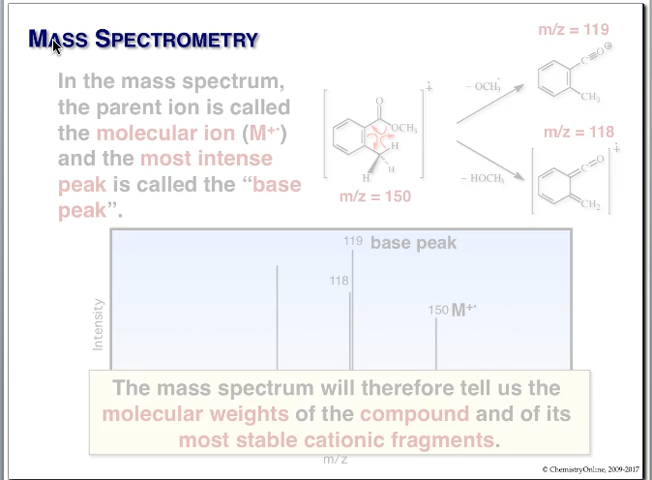 MASS SPECTROMETRY
In the mass spectrum,
the parent ion is called
the molecular ion (M+·)
and the most intense
peak is called the “base
peak”.
m/z = 119
C≡O⊕
CH3
– OCH3·
+·
O
OCH3
H
H
H
m/z = 150
m/z = 118
– HOCH3
+·
C=O
CH2
119 base peak
118
150 M+·
Intensity
The mass spectrum will therefore tell us the
molecular weights of the compound and of its
most stable cationic fragments.
m/z
© ChemistryOnline, 2009-2017